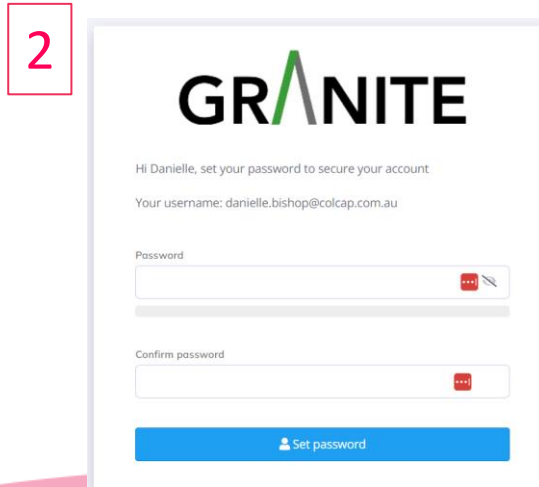 2
GRANITE
Hi Danielle, set your password to secure your account
Your username: danielle.bishop@colcap.com.au
Password
Confirm password
Set password